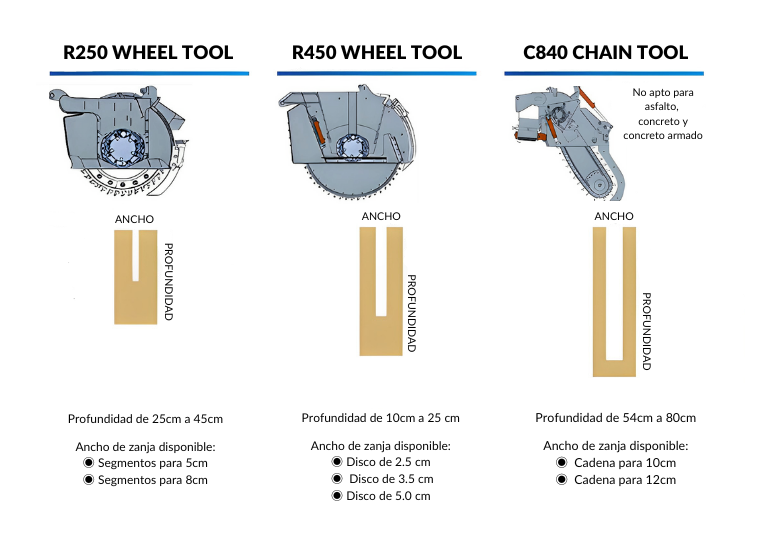 R250 WHEEL TOOL
ANCHO
PROFUNDIDAD
Profundidad de 25cm a 45cm
Ancho de zanja disponible:
Segmentos para 5cm
Segmentos para 8cm
R450 WHEEL TOOL
ANCHO
PROFUNDIDAD
Profundidad de 10cm a 25 cm
Ancho de zanja disponible:
Disco de 2.5 cm
Disco de 3.5 cm
Disco de 5.0 cm
C840 CHAIN TOOL
No apto para
asfalto,
concreto y
concreto armado
ANCHO
PROFUNDIDAD
Profundidad de 54cm a 80cm
Ancho de zanja disponible:
Cadena para 10cm
Cadena para 12cm